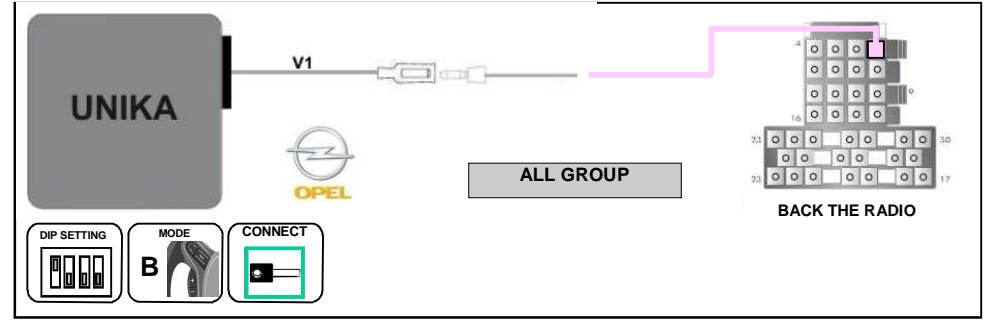 V1
4
UNIKA
9
16
23
30
OPEL
ALL GROUP
23
17
BACK THE RADIO
DIP SETTING
MODE
CONNECT
B